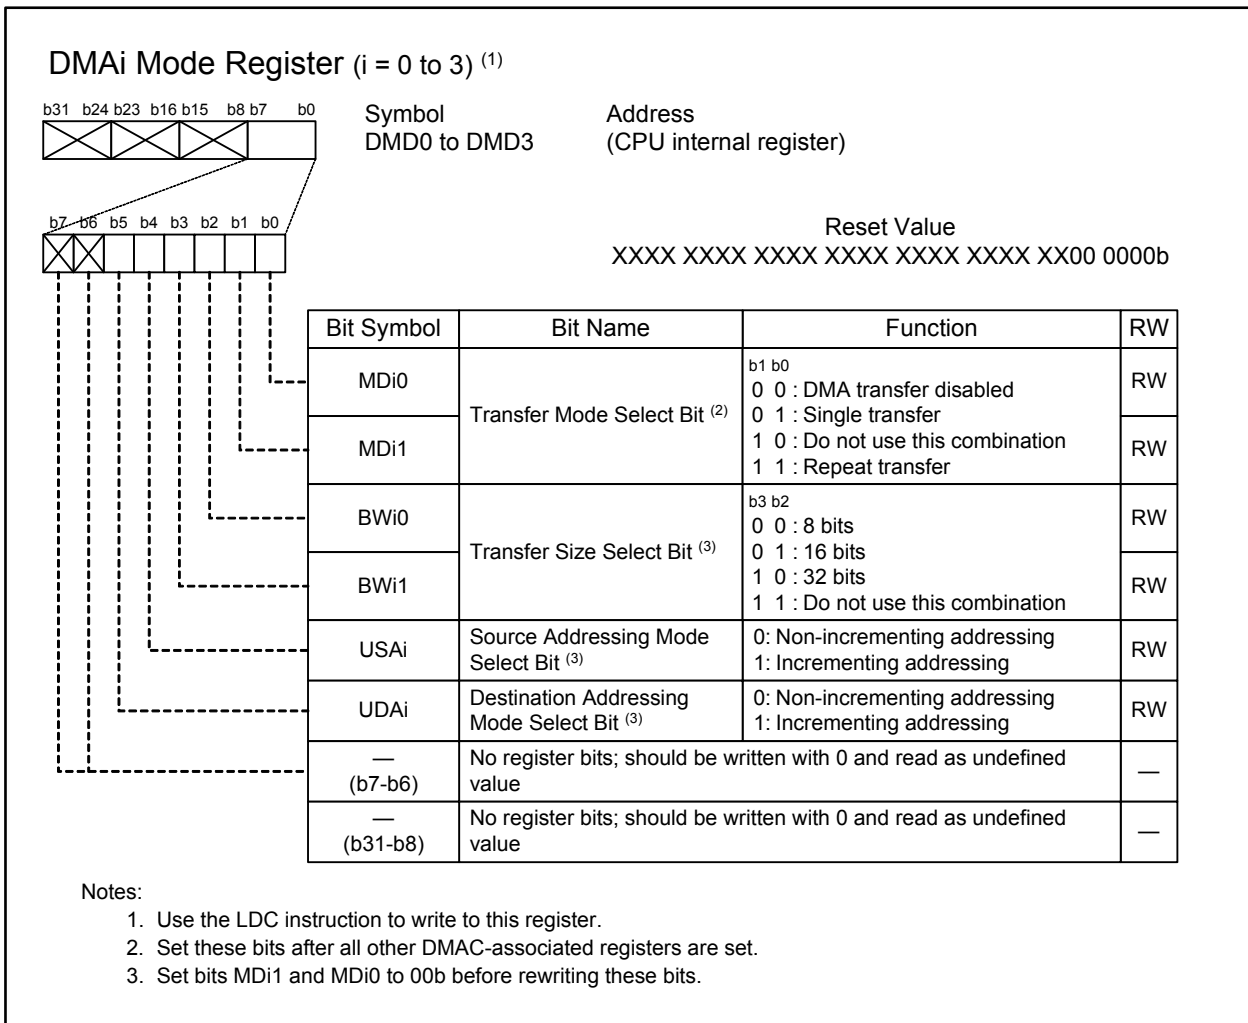 DMAi Mode Register (i = 0 to 3) (1)
b31 b24 b23 b16 b15 b8 b7 b0
Symbol Address
DMD0 to DMD3 (CPU internal register)
b7 b6 b5 b4 b3 b2 b1 b0
Reset Value
XXXX XXXX XXXX XXXX XXXX XXXX XX00 0000b
Bit Symbol Bit Name Function RW
MDi0 Transfer Mode Select Bit (2) b1 b0
0 0 : DMA transfer disabled RW
0 1 : Single transfer
MDi1 1 0 : Do not use this combination RW
1 1 : Repeat transfer
BWi0 Transfer Size Select Bit (3) b3 b2
0 0 : 8 bits RW
0 1 : 16 bits
BWi1 1 0 : 32 bits RW
1 1 : Do not use this combination
USAi Source Addressing Mode 0: Non-incrementing addressing RW
Select Bit (3) 1: Incrementing addressing
UDAi Destination Addressing 0: Non-incrementing addressing RW
Mode Select Bit (3) 1: Incrementing addressing
— No register bits; should be written with 0 and read as undefined —
(b7-b6) value
— No register bits; should be written with 0 and read as undefined —
(b31-b8) value
Notes:
1. Use the LDC instruction to write to this register.
2. Set these bits after all other DMAC-associated registers are set.
3. Set bits MDi1 and MDi0 to 00b before rewriting these bits.